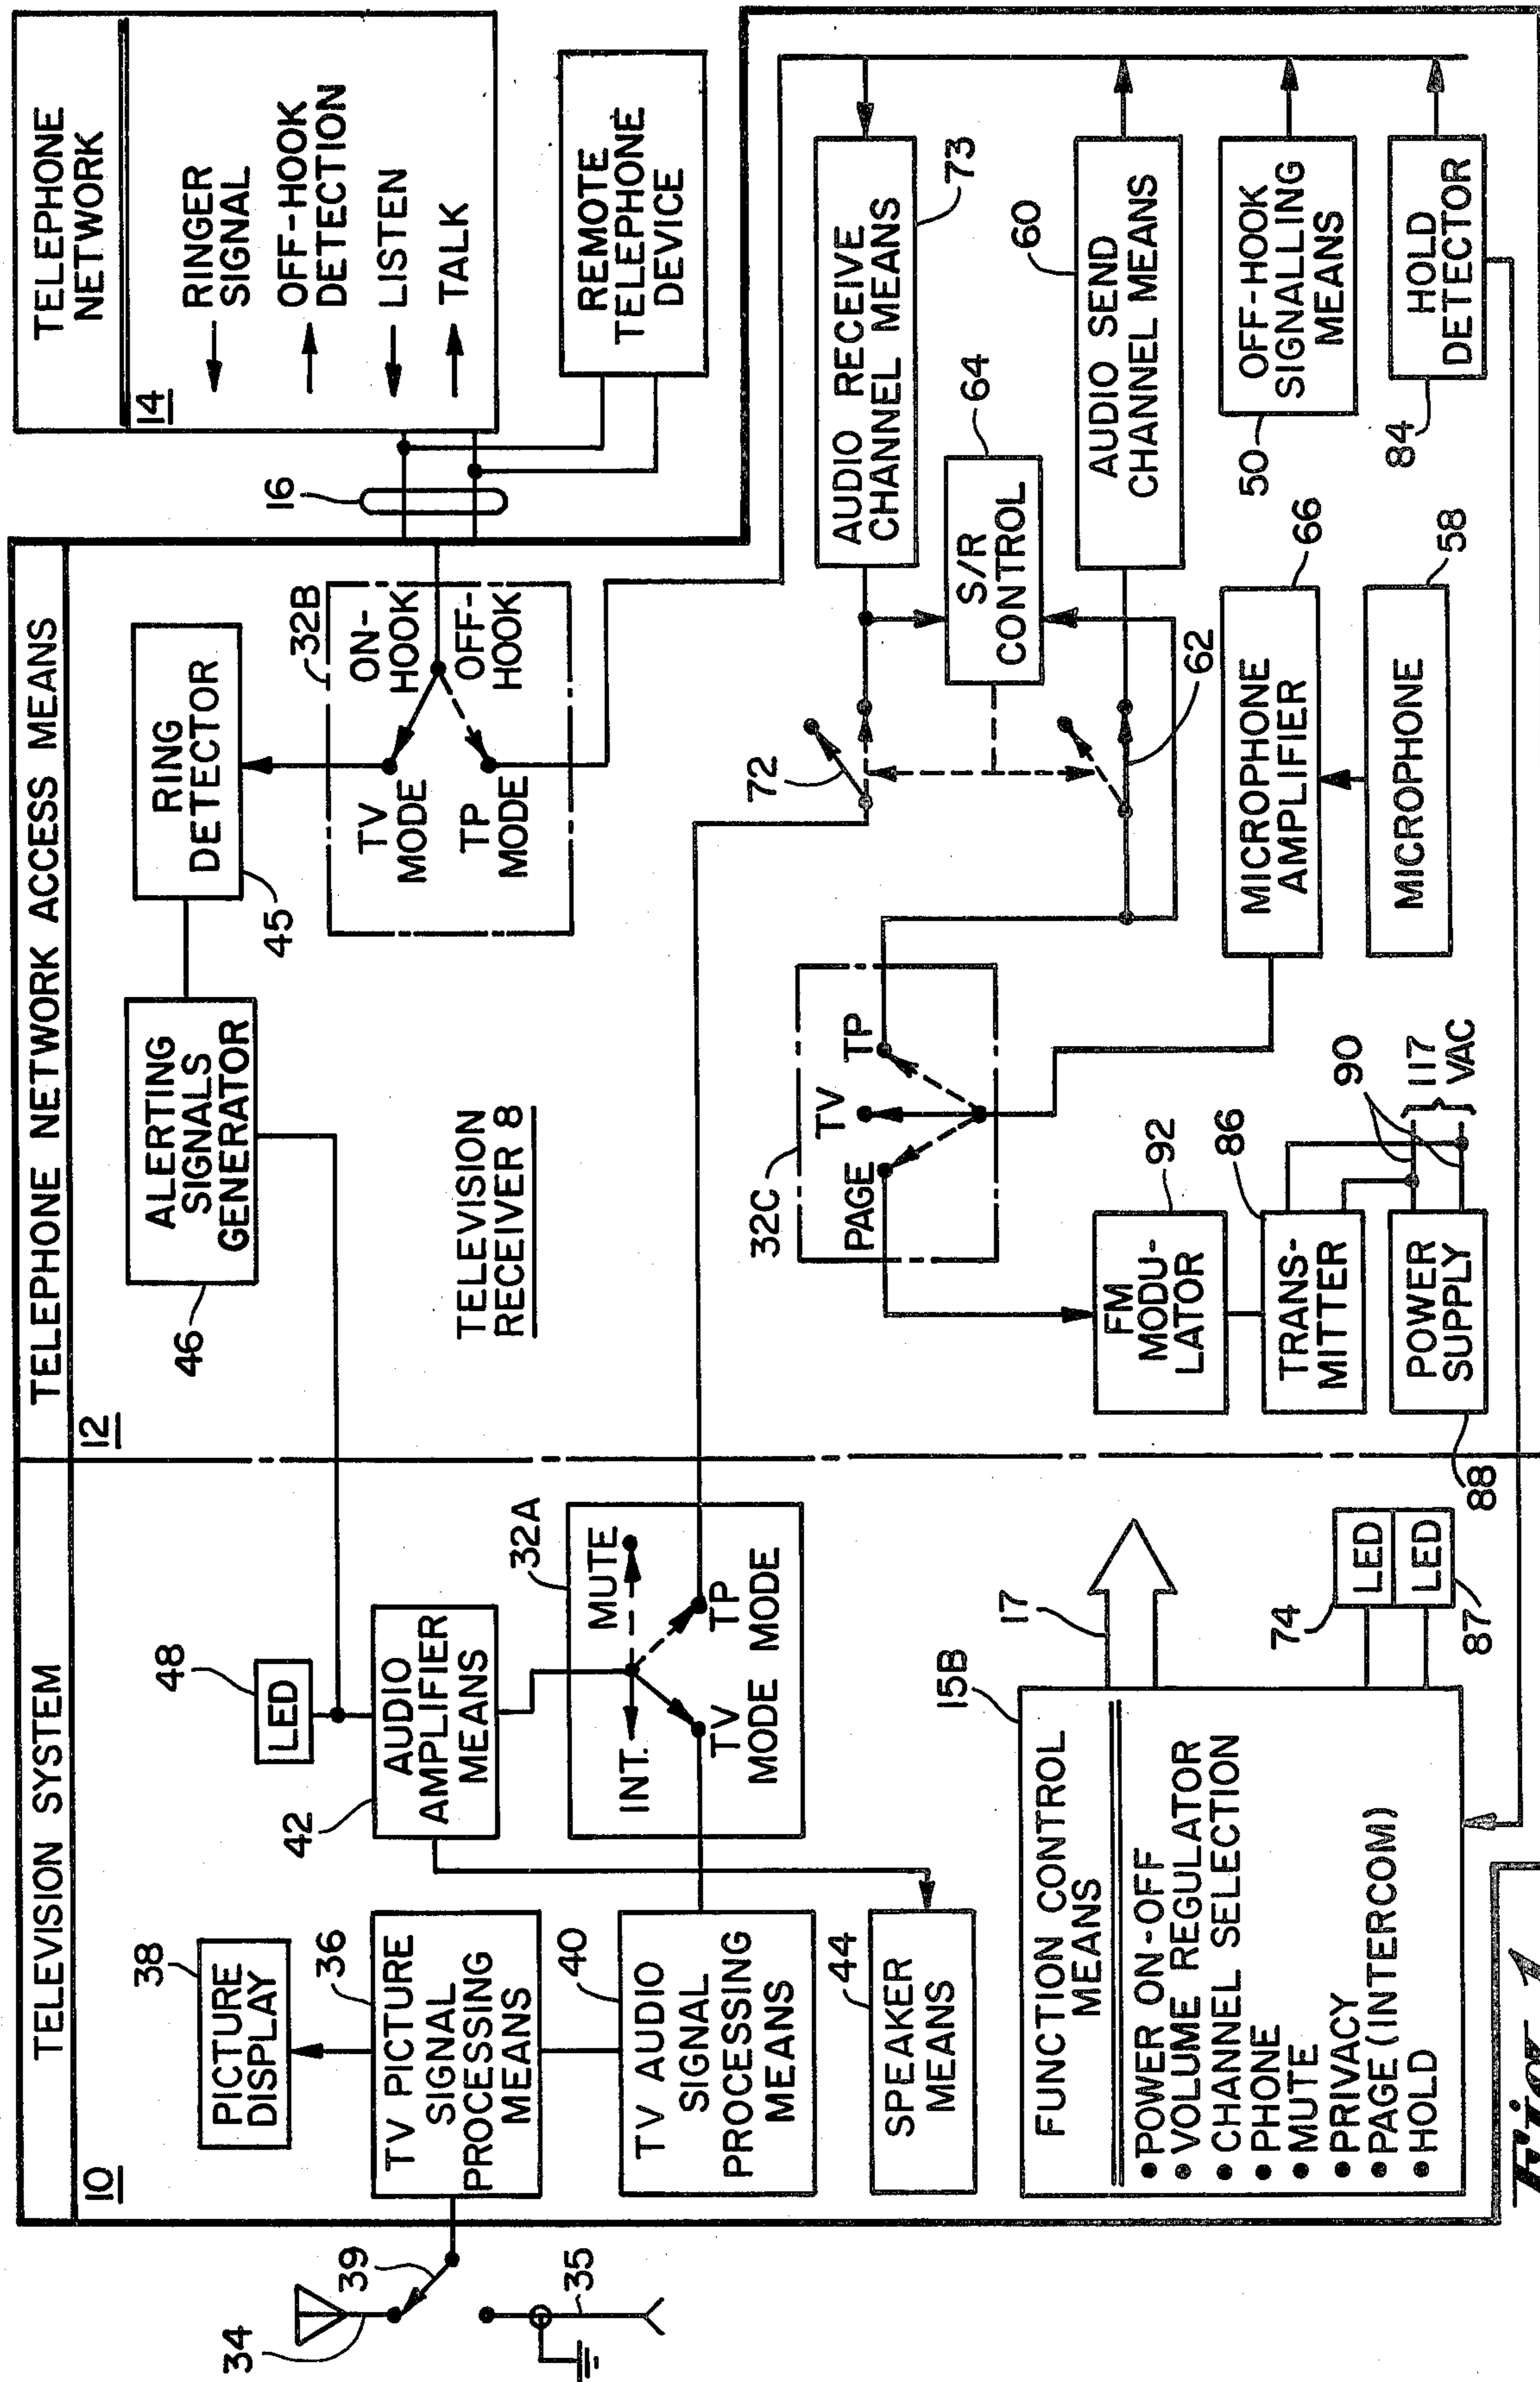 TELEVISION SYSTEM
TELEPHONE NETWORK ACCESS MEANS
10
12
34
39
35
38
PICTURE
DISPLAY
36
TV PICTURE
SIGNAL
PROCESSING
MEANS
40
TV AUDIO
SIGNAL
PROCESSING
MEANS
44
SPEAKER
MEANS
48
LED
42
AUDIO
AMPLIFIER
MEANS
32A
INT.
MUTE
TV
MODE
TP
MODE
15B
FUNCTION CONTROL
MEANS
• POWER ON-OFF
• VOLUME REGULATOR
• CHANNEL SELECTION
• PHONE
• MUTE
• PRIVACY
• PAGE (INTERCOM)
• HOLD
17
74
LED
LED
87
46
ALERTING
SIGNALS
GENERATOR
45
RING
DETECTOR
TELEVISION
RECEIVER 8
32B
ON-
HOOK
OFF-
HOOK
TV
MODE
TP
MODE
16
TELEPHONE
NETWORK
14
RINGER
SIGNAL
OFF-HOOK
DETECTION
LISTEN
TALK
REMOTE
TELEPHONE
DEVICE
32C
PAGE
TV
TP
72
AUDIO RECEIVE
CHANNEL MEANS
73
64
S/R
CONTROL
60
AUDIO SEND
CHANNEL MEANS
62
92
FM
MODU-
LATOR
86
TRANS-
MITTER
POWER
SUPPLY
88
90
117
VAC
66
MICROPHONE
AMPLIFIER
58
MICROPHONE
50
OFF-HOOK
SIGNALLING
MEANS
84
HOLD
DETECTOR
Fig. 1